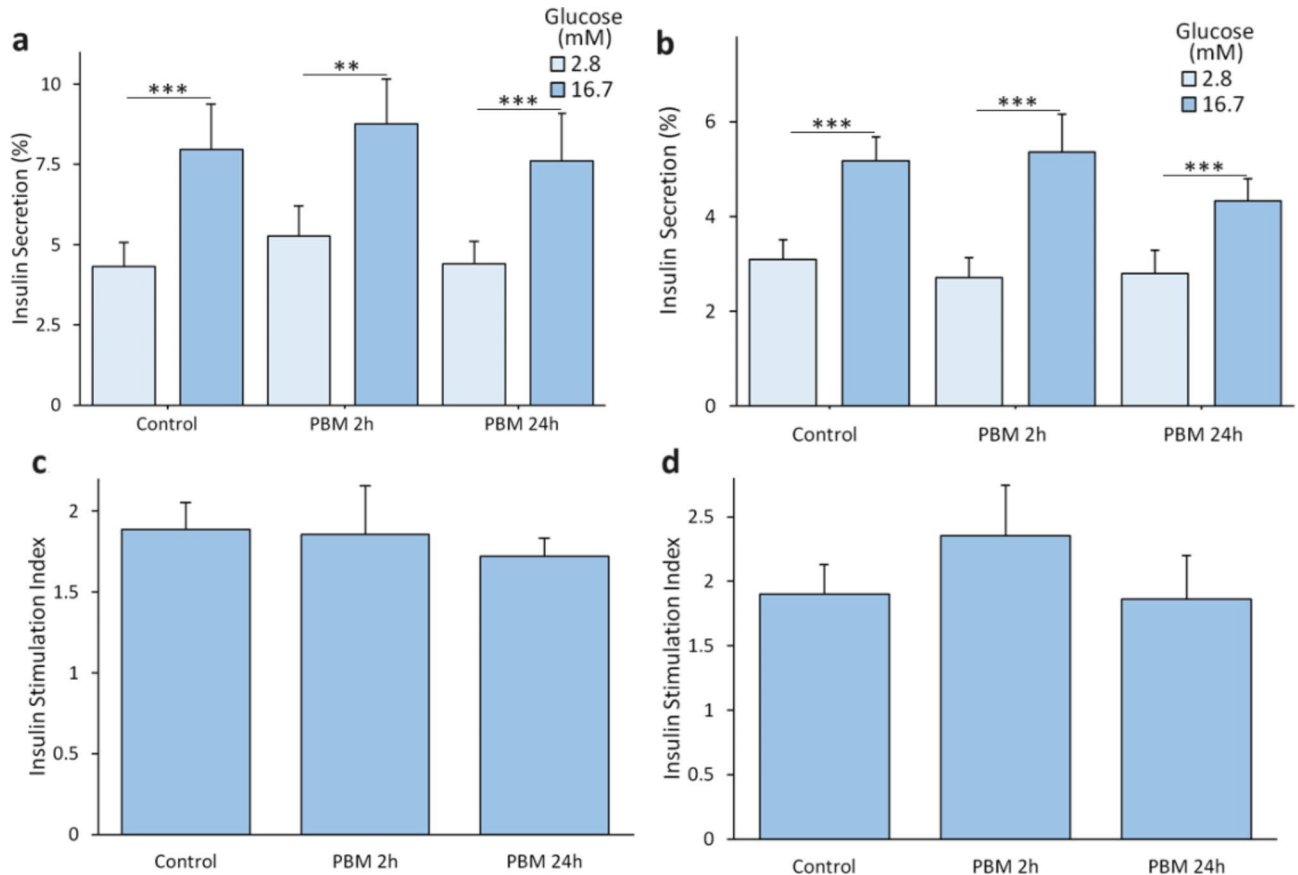 a
Glucose
(mM)
2.8
16.7
Insulin Secretion (%)
10
7.5
5
2.5
0
***
**
***
Control
PBM 2h
PBM 24h
b
Glucose
(mM)
2.8
16.7
Insulin Secretion (%)
6
4
2
0
***
***
***
Control
PBM 2h
PBM 24h
c
Insulin Stimulation Index
2
1.5
1
0.5
0
Control
PBM 2h
PBM 24h
d
Insulin Stimulation Index
2.5
2
1.5
1
0.5
0
Control
PBM 2h
PBM 24h